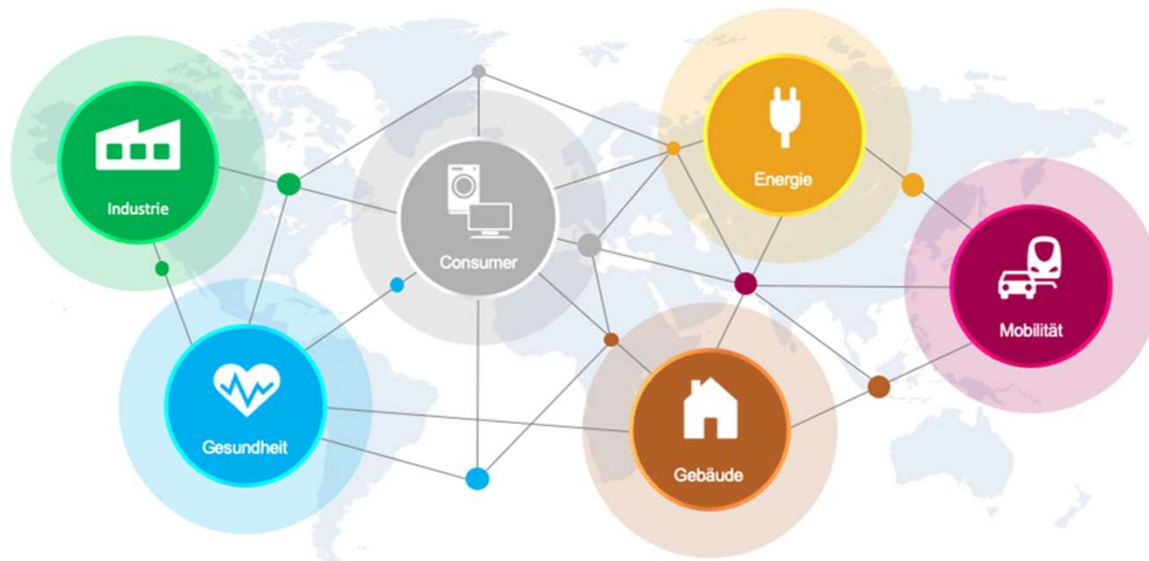 Industrie
Consumer
Energie
Mobilität
Gesundheit
Gebäude